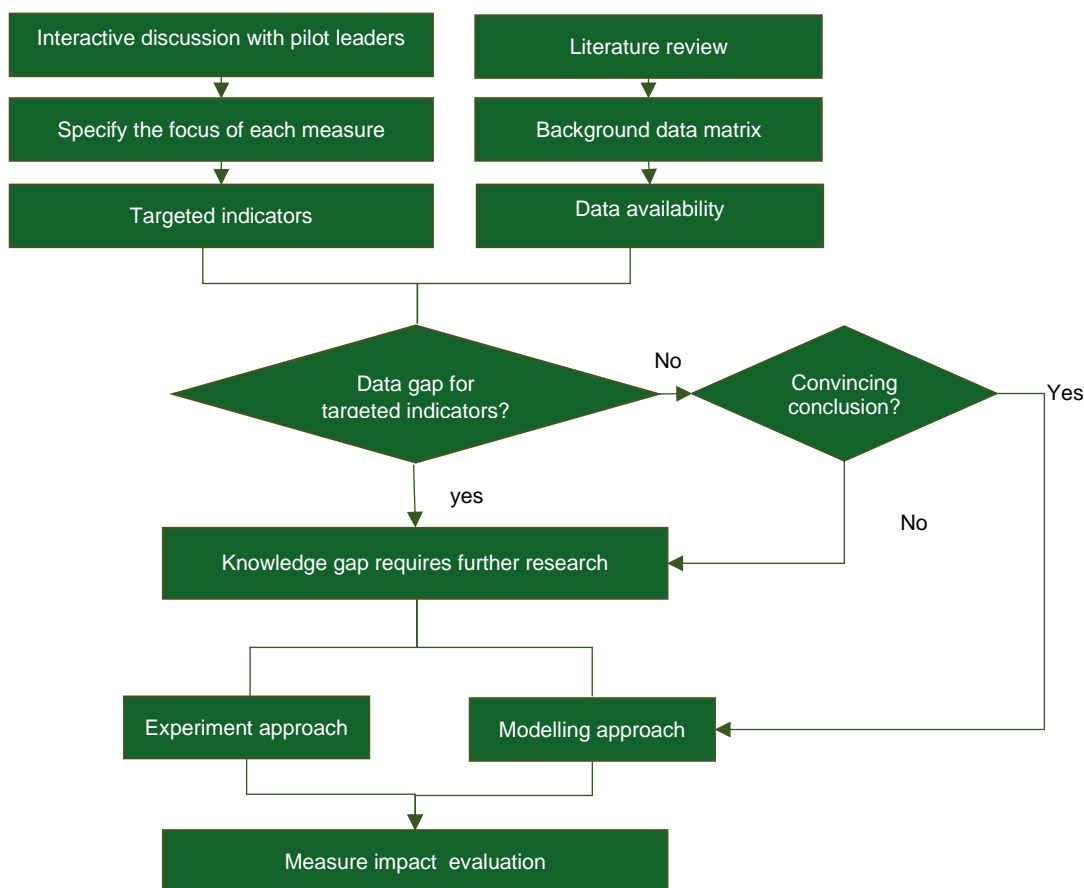 Interactive discussion with pilot leaders
Literature review
Specify the focus of each measure
Background data matrix
Targeted indicators
Data availability
Data gap for
targeted indicators?
No
Convincing
conclusion?
Yes
yes
No
Knowledge gap requires further research
Experiment approach
Modelling approach
Measure impact evaluation